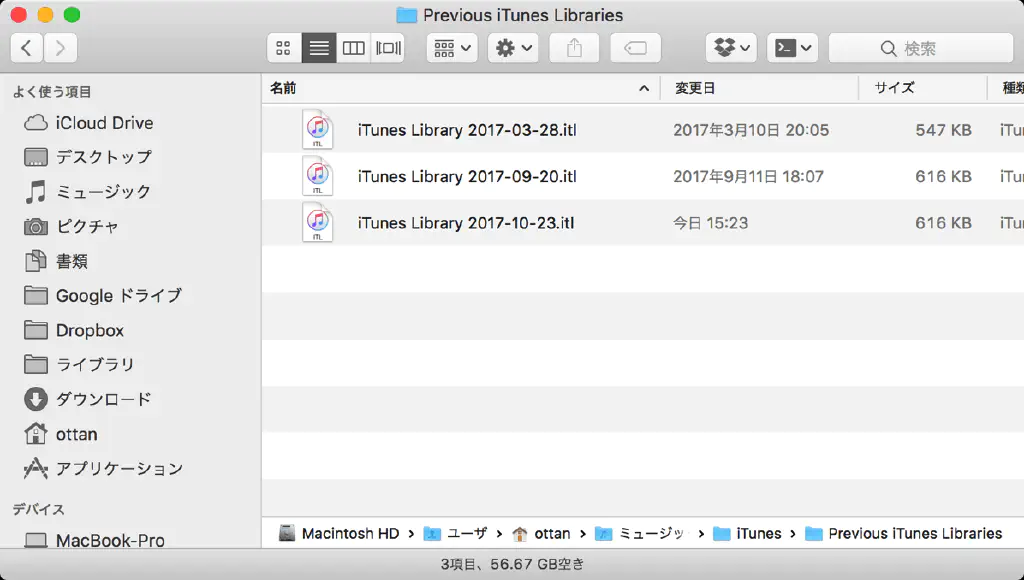 Previous iTunes Libraries
検索
よく使う項目
iCloud Drive
デスクトップ
ミュージック
ピクチャ
書類
Google ドライブ
Dropbox
ライブラリ
ダウンロード
ottan
アプリケーション
デバイス
MacBook-Pro
名前 変更日 サイズ 種類
ITL iTunes Library 2017-03-28.itl 2017年3月10日 20:05 547 KB iTu
ITL iTunes Library 2017-09-20.itl 2017年9月11日 18:07 616 KB iTu
ITL iTunes Library 2017-10-23.itl 今日 15:23 616 KB iTu
Macintosh HD › ユーザ › ottan › ミュージッ › iTunes › Previous iTunes Libraries
3項目、56.67 GB空き